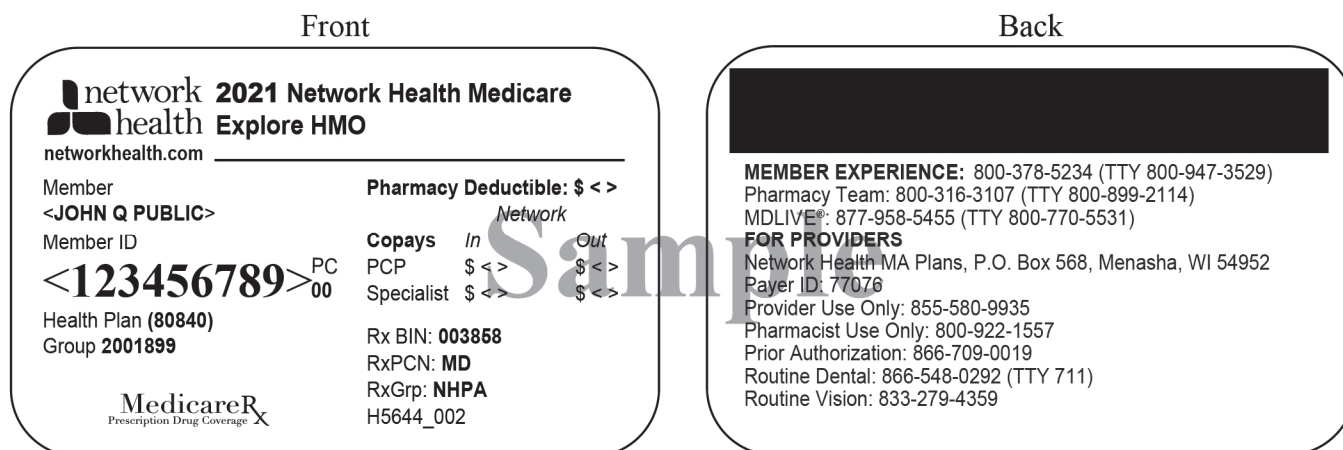 Front
network health
2021 Network Health Medicare
Explore HMO
networkhealth.com
Member
<JOHN Q PUBLIC>
Member ID
<123456789> PC 00
Health Plan (80840)
Group 2001899
MedicareRx
Prescription Drug Coverage
Pharmacy Deductible: $ < >
Network
Copays In Out
PCP $ < > $ < >
Specialist $ < > $ < >
Rx BIN: 003858
RxPCN: MD
RxGrp: NHPA
H5644_002
Sample
Back
MEMBER EXPERIENCE: 800-378-5234 (TTY 800-947-3529)
Pharmacy Team: 800-316-3107 (TTY 800-899-2114)
MDLIVE®: 877-958-5455 (TTY 800-770-5531)
FOR PROVIDERS
Network Health MA Plans, P.O. Box 568, Menasha, WI 54952
Payer ID: 77076
Provider Use Only: 855-580-9935
Pharmacist Use Only: 800-922-1557
Prior Authorization: 866-709-0019
Routine Dental: 866-548-0292 (TTY 711)
Routine Vision: 833-279-4359